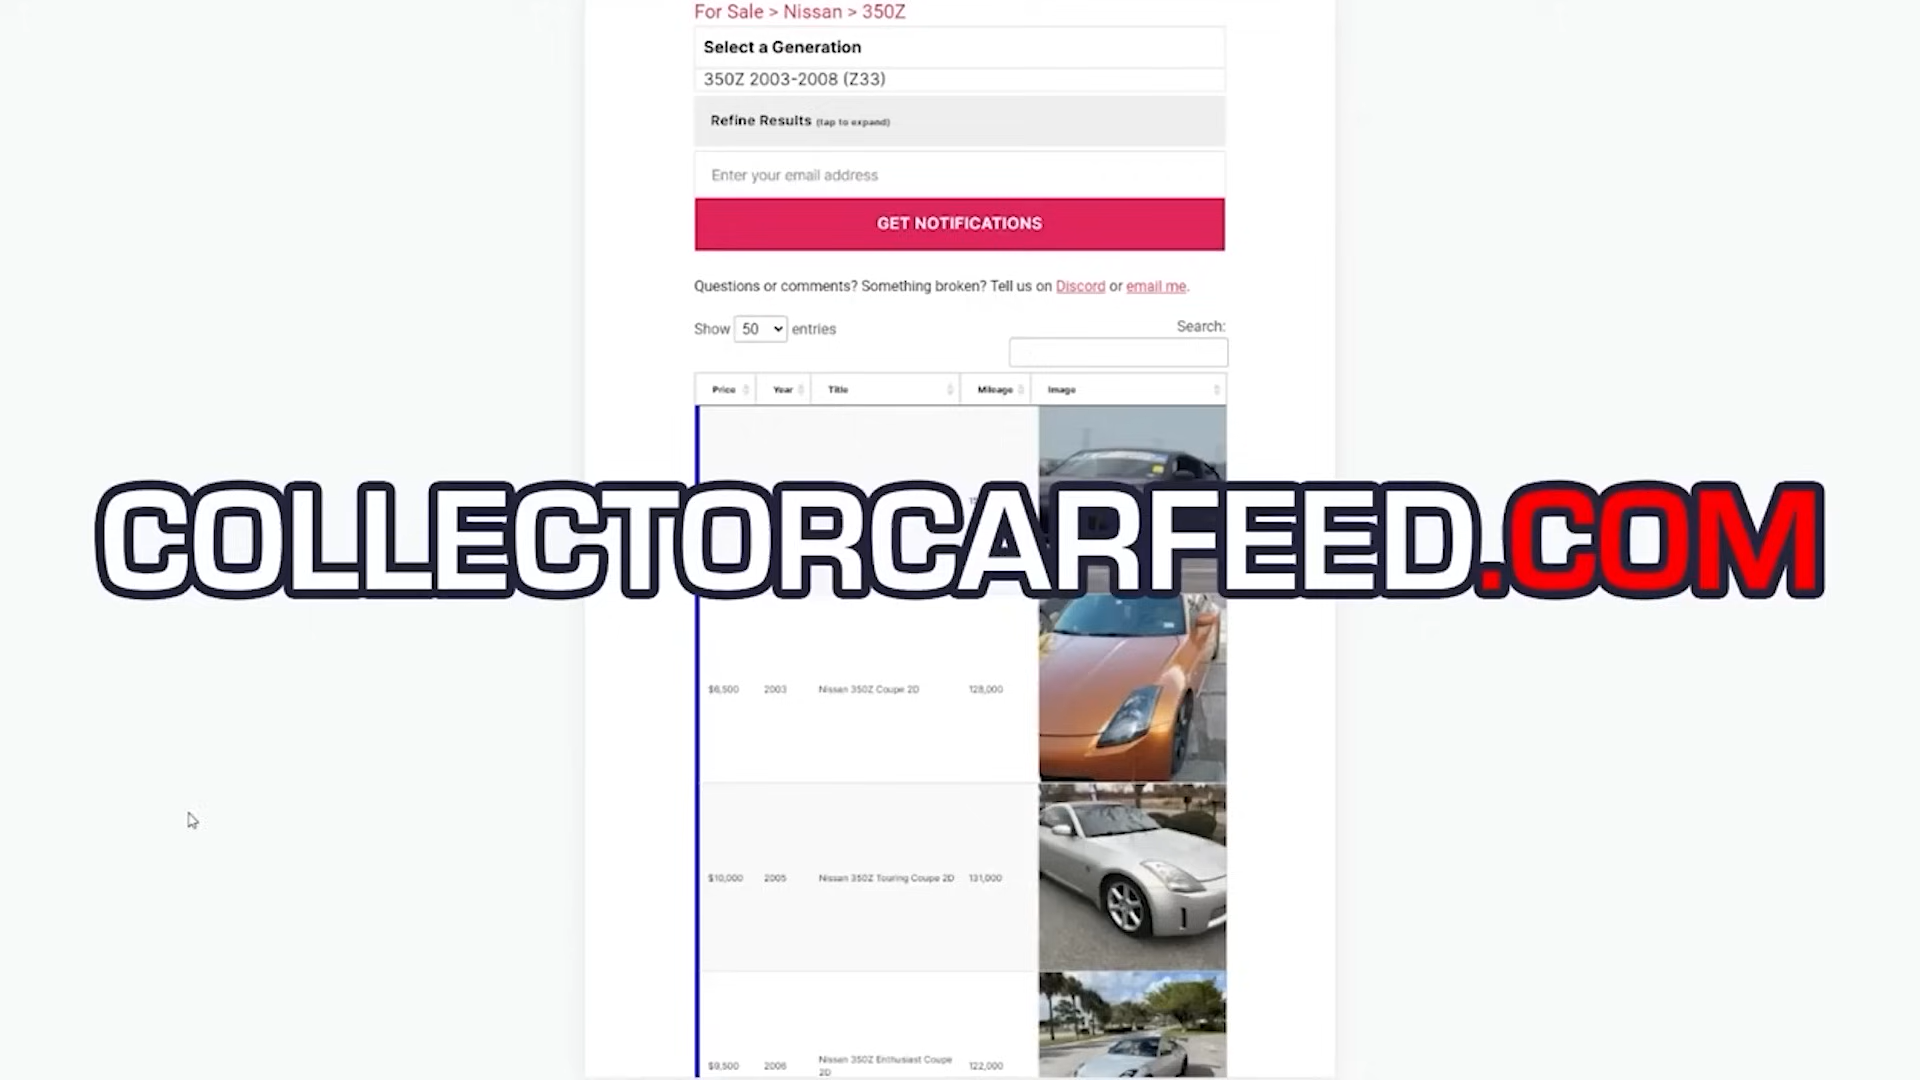 For Sale > Nissan > 350Z
Select a Generation
350Z 2003-2008 (Z33)
Refine Results (tap to expand)
Enter your email address
GET NOTIFICATIONS
Questions or comments? Something broken? Tell us on Discord or email me.
Show 50 entries
Search:
Price Year Title Mileage Image
COLLECTORCARFEED.COM
$6,500 2003 Nissan 350Z Coupe 2D 128,000
$10,000 2005 Nissan 350Z Touring Coupe 2D 131,000
$9,500 2006 Nissan 350Z Enthusiast Coupe 2D 122,000